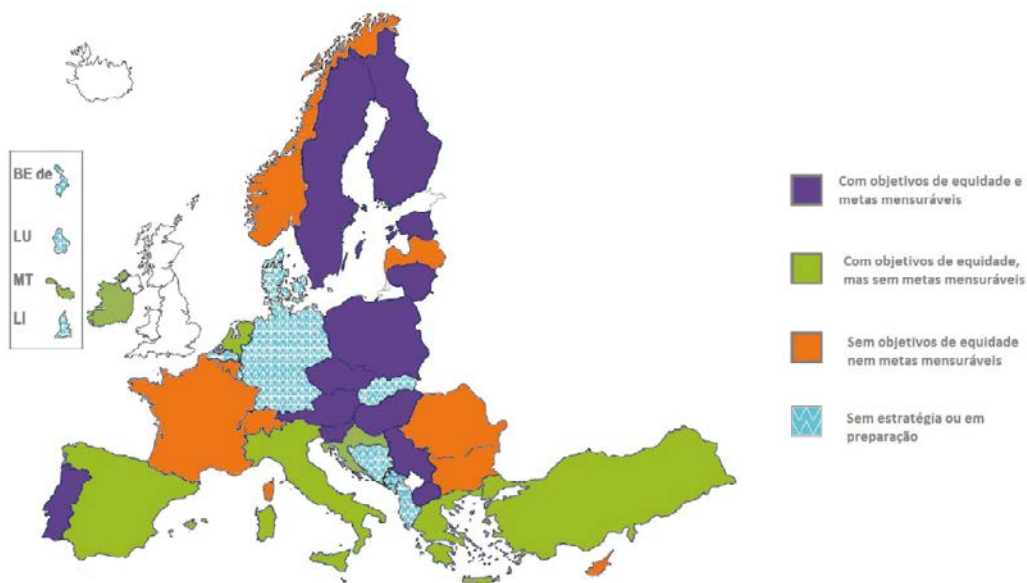 BE de
LU
MT
LI
Com objetivos de equidade e
metas mensuráveis
Com objetivos de equidade,
mas sem metas mensuráveis
Sem objetivos de equidade
nem metas mensuráveis
Sem estratégia ou em
preparação